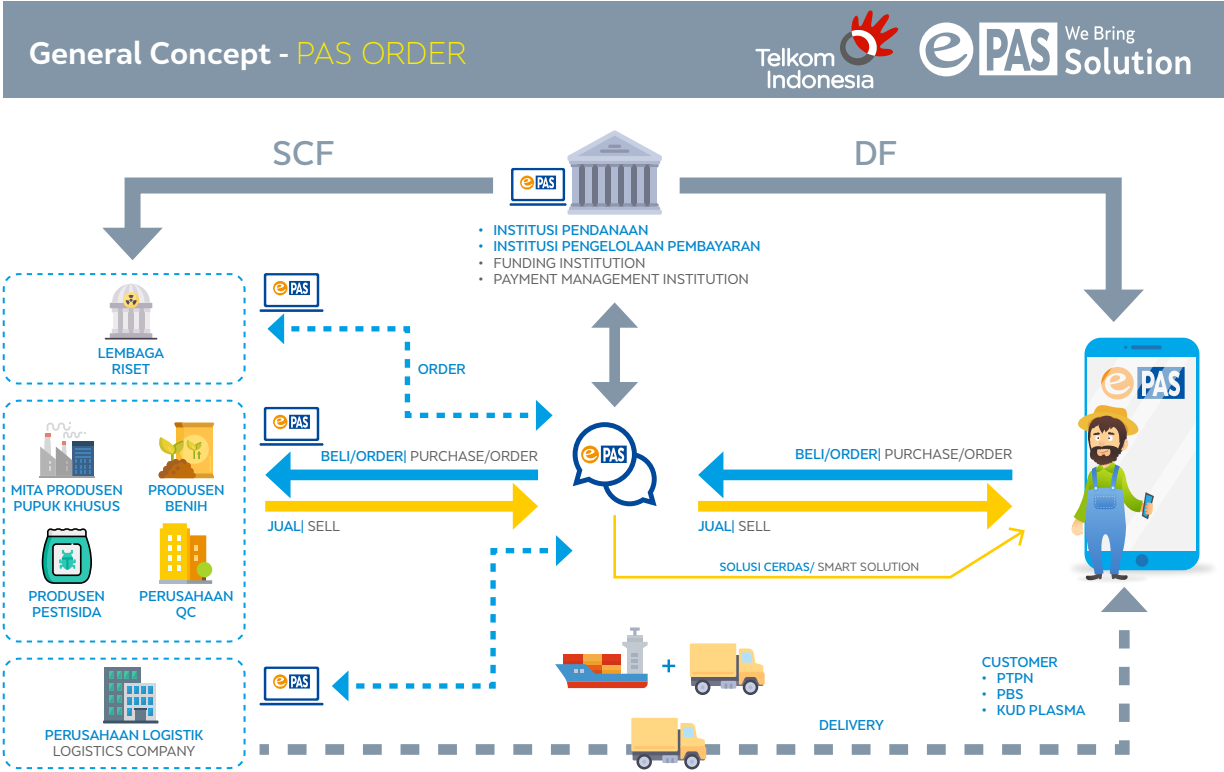 General Concept - PAS ORDER
Telkom
Indonesia
e PAS
We Bring
Solution
SCF
DF
e PAS
• INSTITUSI PENDANAAN
• INSTITUSI PENGELOLAAN PEMBAYARAN
• FUNDING INSTITUTION
• PAYMENT MANAGEMENT INSTITUTION
e PAS
LEMBAGA
RISET
ORDER
e PAS
e PAS
MITA PRODUSEN
PUPUK KHUSUS
PRODUSEN
BENIH
PRODUSEN
PESTISIDA
PERUSAHAAN
QC
BELI/ORDER| PURCHASE/ORDER
JUAL| SELL
e PAS
BELI/ORDER| PURCHASE/ORDER
JUAL| SELL
SOLUSI CERDAS/ SMART SOLUTION
e PAS
PERUSAHAAN LOGISTIK
LOGISTICS COMPANY
+
CUSTOMER
• PTPN
• PBS
• KUD PLASMA
DELIVERY